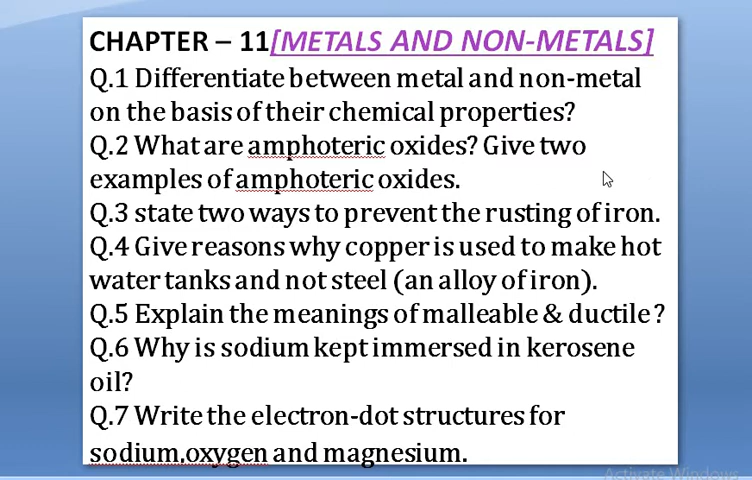 CHAPTER – 11[METALS AND NON-METALS]
Q.1 Differentiate between metal and non-metal
on the basis of their chemical properties?
Q.2 What are amphoteric oxides? Give two
examples of amphoteric oxides.
Q.3 state two ways to prevent the rusting of iron.
Q.4 Give reasons why copper is used to make hot
water tanks and not steel (an alloy of iron).
Q.5 Explain the meanings of malleable & ductile?
Q.6 Why is sodium kept immersed in kerosene
oil?
Q.7 Write the electron-dot structures for
sodium,oxygen and magnesium.
Activate Windows